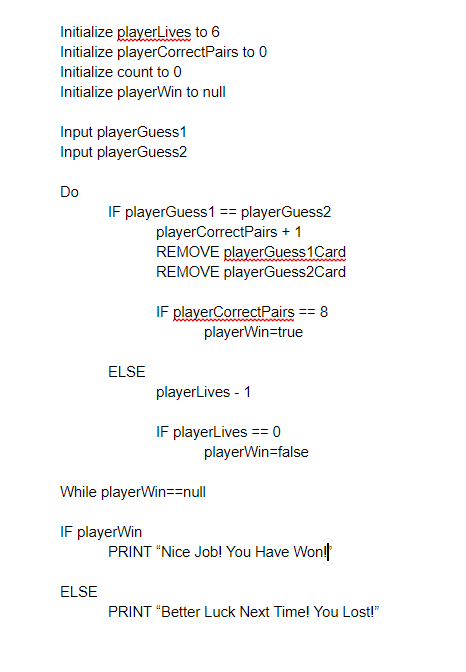 Initialize playerLives to 6
Initialize playerCorrectPairs to 0
Initialize count to 0
Initialize playerWin to null
Input playerGuess1
Input playerGuess2
Do
IF playerGuess1 == playerGuess2
playerCorrectPairs + 1
REMOVE playerGuess1Card
REMOVE playerGuess2Card
IF playerCorrectPairs == 8
playerWin=true
ELSE
playerLives - 1
IF playerLives == 0
playerWin=false
While playerWin==null
IF playerWin
PRINT “Nice Job! You Have Won!”
ELSE
PRINT “Better Luck Next Time! You Lost!”